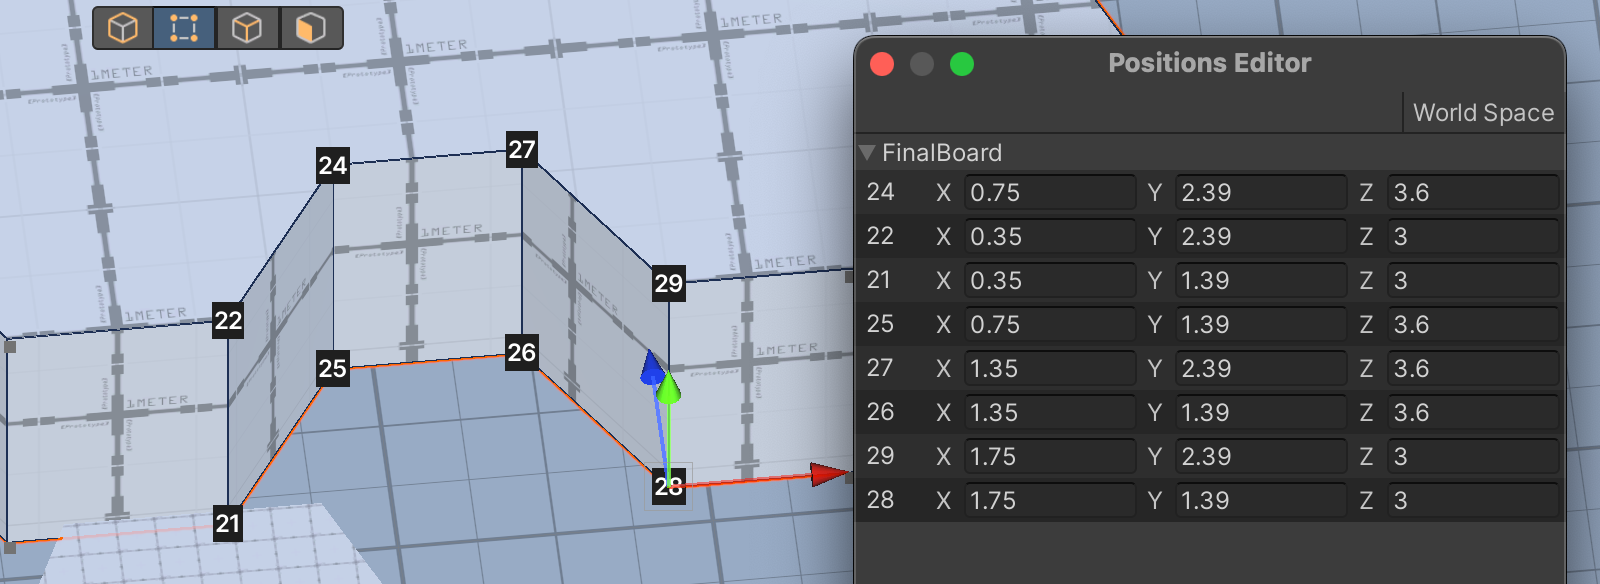 1METER
1METER
1METER
24
27
1METER
29
1METER
1METER
22
1METER
25
26
1METER
1METER
1METER
21
28
Positions Editor
World Space
FinalBoard
24 X 0.75 Y 2.39 Z 3.6
22 X 0.35 Y 2.39 Z 3
21 X 0.35 Y 1.39 Z 3
25 X 0.75 Y 1.39 Z 3.6
27 X 1.35 Y 2.39 Z 3.6
26 X 1.35 Y 1.39 Z 3.6
29 X 1.75 Y 2.39 Z 3
28 X 1.75 Y 1.39 Z 3